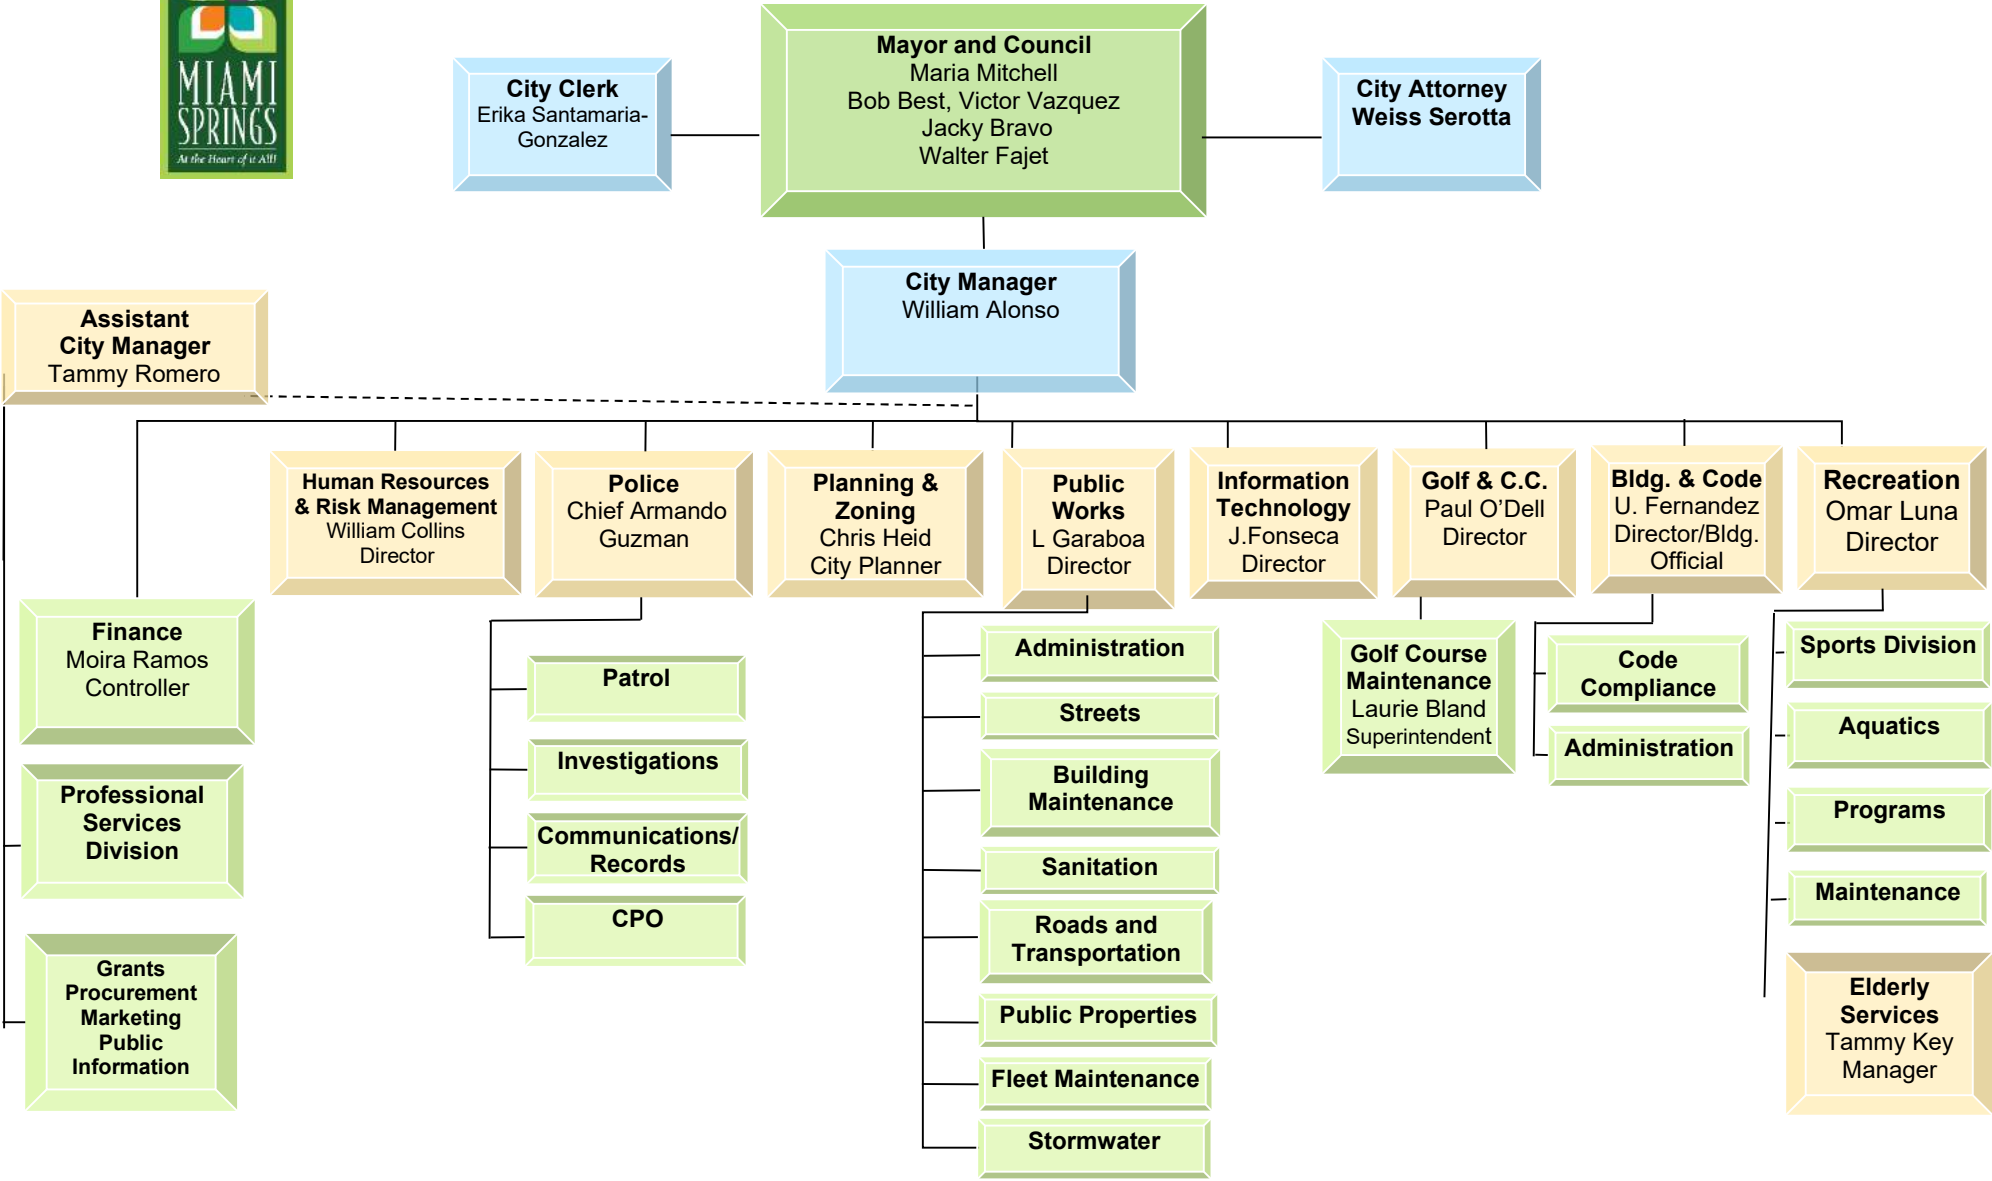 MIAMI
SPRINGS
At the Heart of it All!
City Clerk
Erika Santamaria-
Gonzalez
Mayor and Council
Maria Mitchell
Bob Best, Victor Vazquez
Jacky Bravo
Walter Fajet
City Attorney
Weiss Serotta
City Manager
William Alonso
Assistant
City Manager
Tammy Romero
Human Resources
& Risk Management
William Collins
Director
Police
Chief Armando
Guzman
Planning &
Zoning
Chris Heid
City Planner
Public
Works
L Garaboa
Director
Information
Technology
J.Fonseca
Director
Golf & C.C.
Paul O’Dell
Director
Bldg. & Code
U. Fernandez
Director/Bldg.
Official
Recreation
Omar Luna
Director
Finance
Moira Ramos
Controller
Professional
Services
Division
Grants
Procurement
Marketing
Public
Information
Patrol
Investigations
Communications/
Records
CPO
Administration
Streets
Building
Maintenance
Sanitation
Roads and
Transportation
Public Properties
Fleet Maintenance
Stormwater
Golf Course
Maintenance
Laurie Bland
Superintendent
Code
Compliance
Administration
Sports Division
Aquatics
Programs
Maintenance
Elderly
Services
Tammy Key
Manager